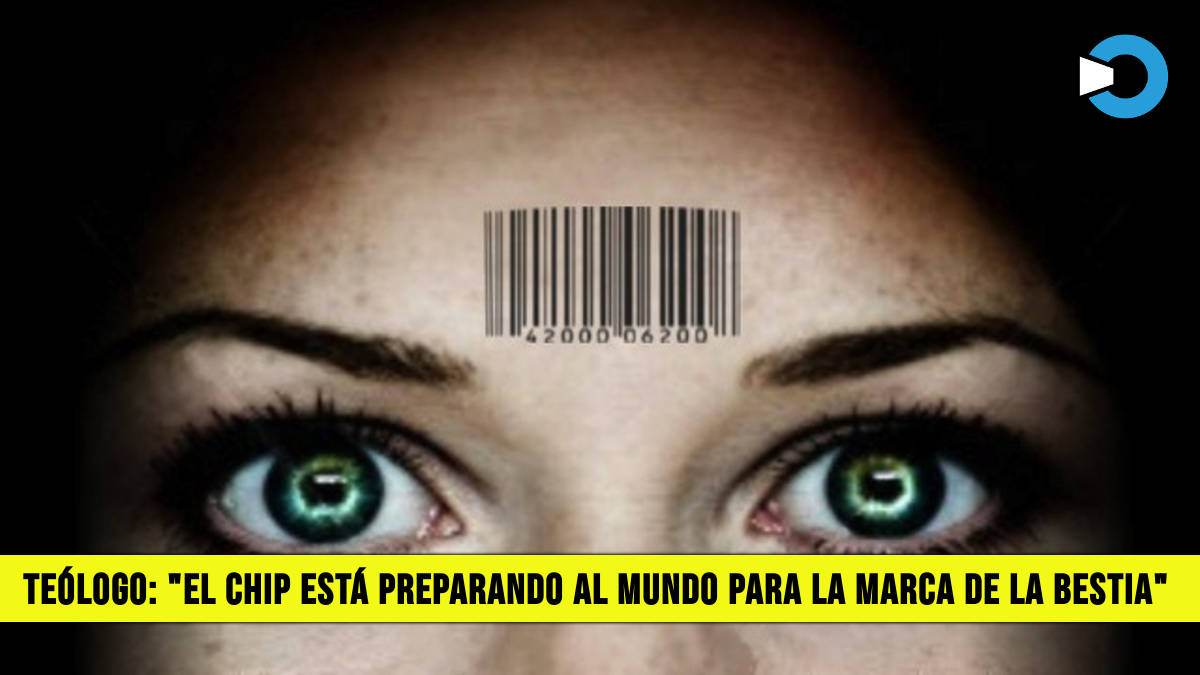 42000 06200
TEÓLOGO: "EL CHIP ESTÁ PREPARANDO AL MUNDO PARA LA MARCA DE LA BESTIA"